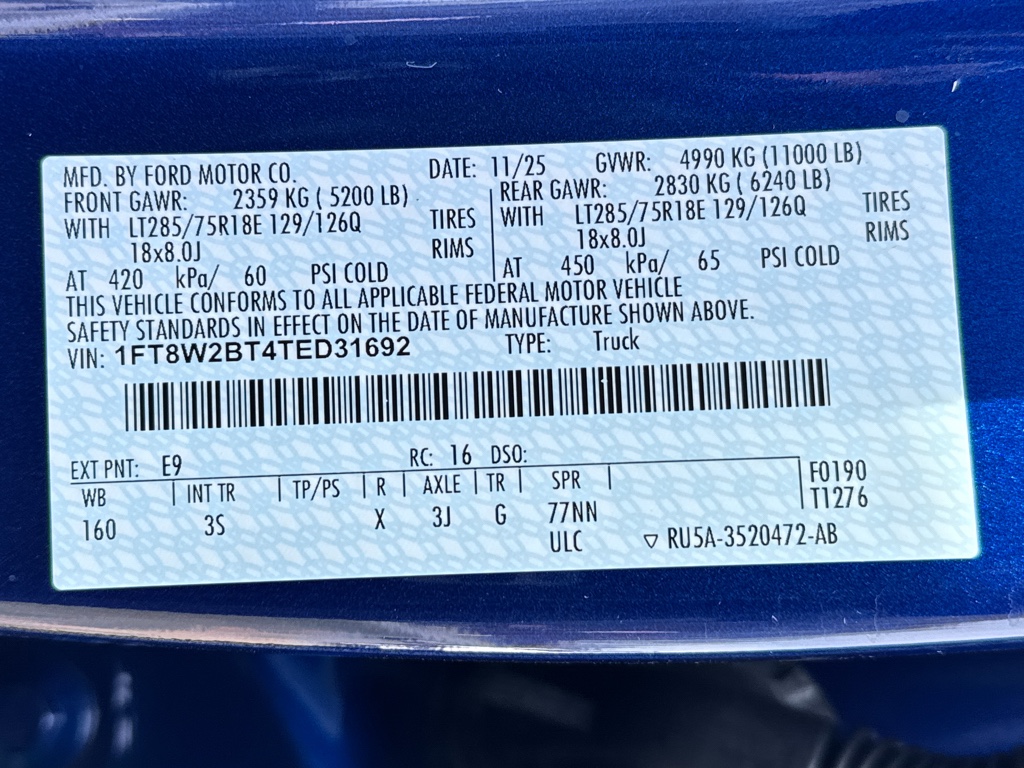 MFD. BY FORD MOTOR CO. DATE: 11/25 GVWR: 4990 KG (11000 LB)
FRONT GAWR: 2359 KG ( 5200 LB) REAR GAWR: 2830 KG ( 6240 LB)
WITH LT285/75R18E 129/126Q TIRES WITH LT285/75R18E 129/126Q TIRES
18x8.0J RIMS 18x8.0J RIMS
AT 420 kPa/ 60 PSI COLD AT 450 kPa/ 65 PSI COLD
THIS VEHICLE CONFORMS TO ALL APPLICABLE FEDERAL MOTOR VEHICLE
SAFETY STANDARDS IN EFFECT ON THE DATE OF MANUFACTURE SHOWN ABOVE.
VIN: 1FT8W2BT4TED31692 TYPE: Truck
EXT PNT: E9 RC: 16 DSO:
WB INT TR TP/PS R AXLE TR SPR F0190
160 3S X 3J G 77NN T1276
ULC ▽ RU5A-3520472-AB